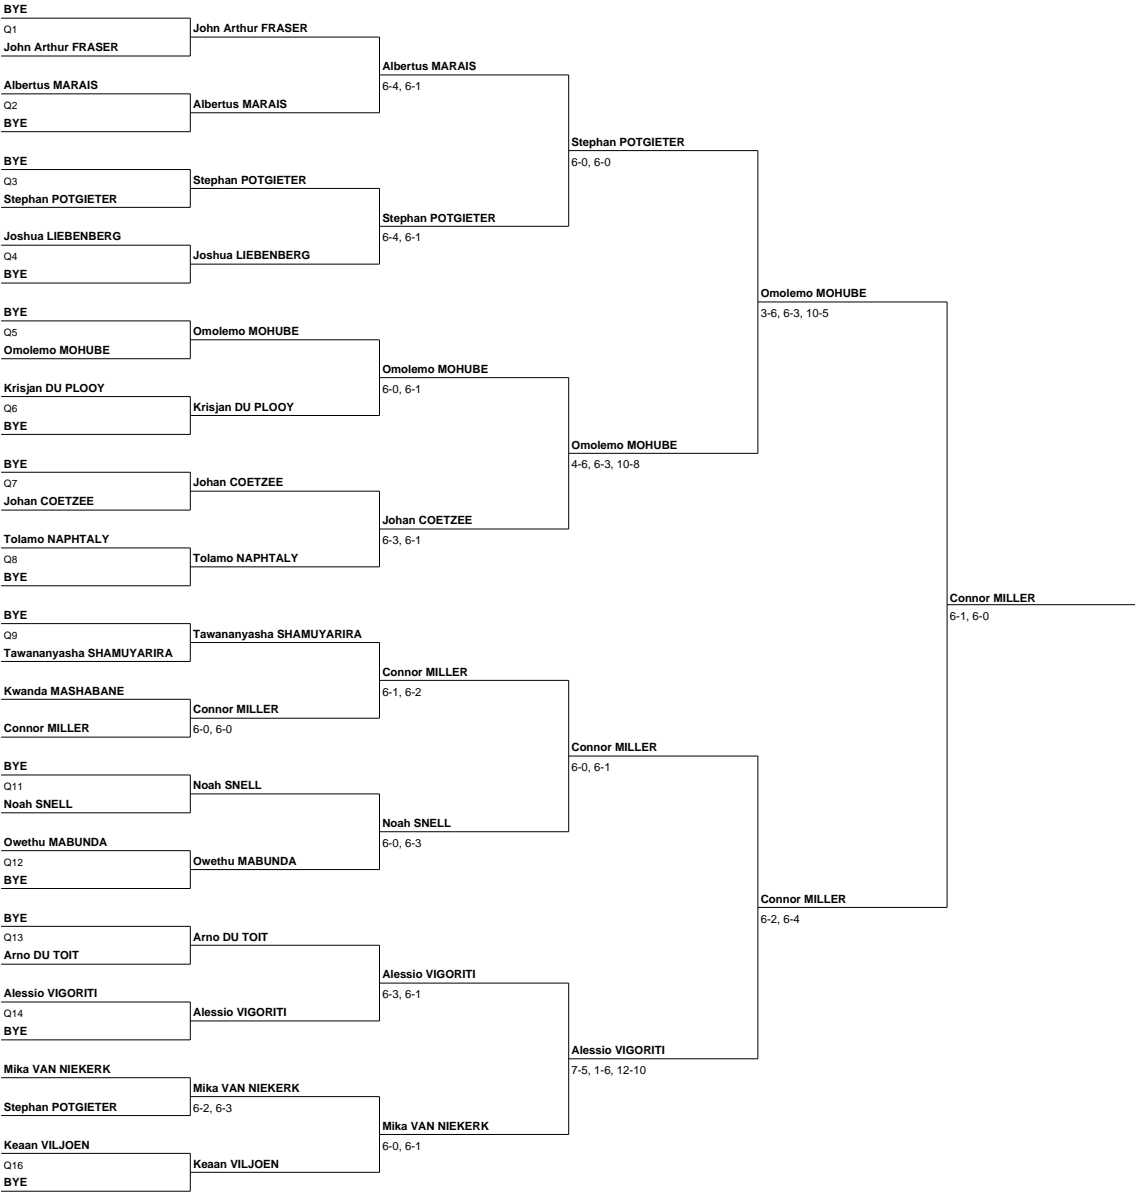 BYE
Q1
John Arthur FRASER
Albertus MARAIS
Q2
BYE
BYE
Q3
Stephan POTGIETER
Joshua LIEBENBERG
Q4
BYE
BYE
Q5
Omolemo MOHUBE
Krisjan DU PLOOY
Q6
BYE
BYE
Q7
Johan COETZEE
Tolamo NAPHTALY
Q8
BYE
BYE
Q9
Tawananyasha SHAMUYARIRA
Kwanda MASHABANE
Connor MILLER
BYE
Q11
Noah SNELL
Owethu MABUNDA
Q12
BYE
BYE
Q13
Arno DU TOIT
Alessio VIGORITI
Q14
BYE
Mika VAN NIEKERK
Stephan POTGIETER
Keaan VILJOEN
Q16
BYE
John Arthur FRASER
Albertus MARAIS
Stephan POTGIETER
Joshua LIEBENBERG
Omolemo MOHUBE
Krisjan DU PLOOY
Johan COETZEE
Tolamo NAPHTALY
Tawananyasha SHAMUYARIRA
Connor MILLER
6-0, 6-0
Noah SNELL
Owethu MABUNDA
Arno DU TOIT
Alessio VIGORITI
Mika VAN NIEKERK
6-2, 6-3
Keaan VILJOEN
Albertus MARAIS
6-4, 6-1
Stephan POTGIETER
6-4, 6-1
Omolemo MOHUBE
6-0, 6-1
Johan COETZEE
6-3, 6-1
Connor MILLER
6-1, 6-2
Noah SNELL
6-0, 6-3
Alessio VIGORITI
6-3, 6-1
Mika VAN NIEKERK
6-0, 6-1
Stephan POTGIETER
6-0, 6-0
Omolemo MOHUBE
4-6, 6-3, 10-8
Connor MILLER
6-0, 6-1
Alessio VIGORITI
7-5, 1-6, 12-10
Omolemo MOHUBE
3-6, 6-3, 10-5
Connor MILLER
6-2, 6-4
Connor MILLER
6-1, 6-0